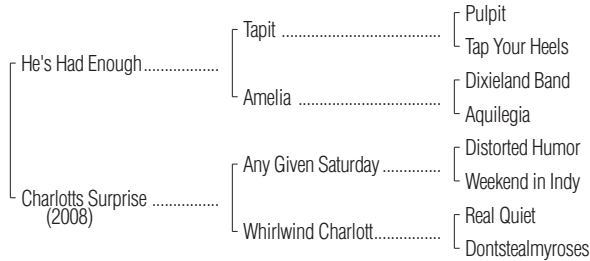 Pulpit
Tapit ......................................
Tap Your Heels
He's Had Enough..................
Dixieland Band
Amelia ..................................
Aquilegia
Distorted Humor
Any Given Saturday ..............
Weekend in Indy
Charlotts Surprise ................
(2008)
Real Quiet
Whirlwind Charlott................
Dontstealmyroses